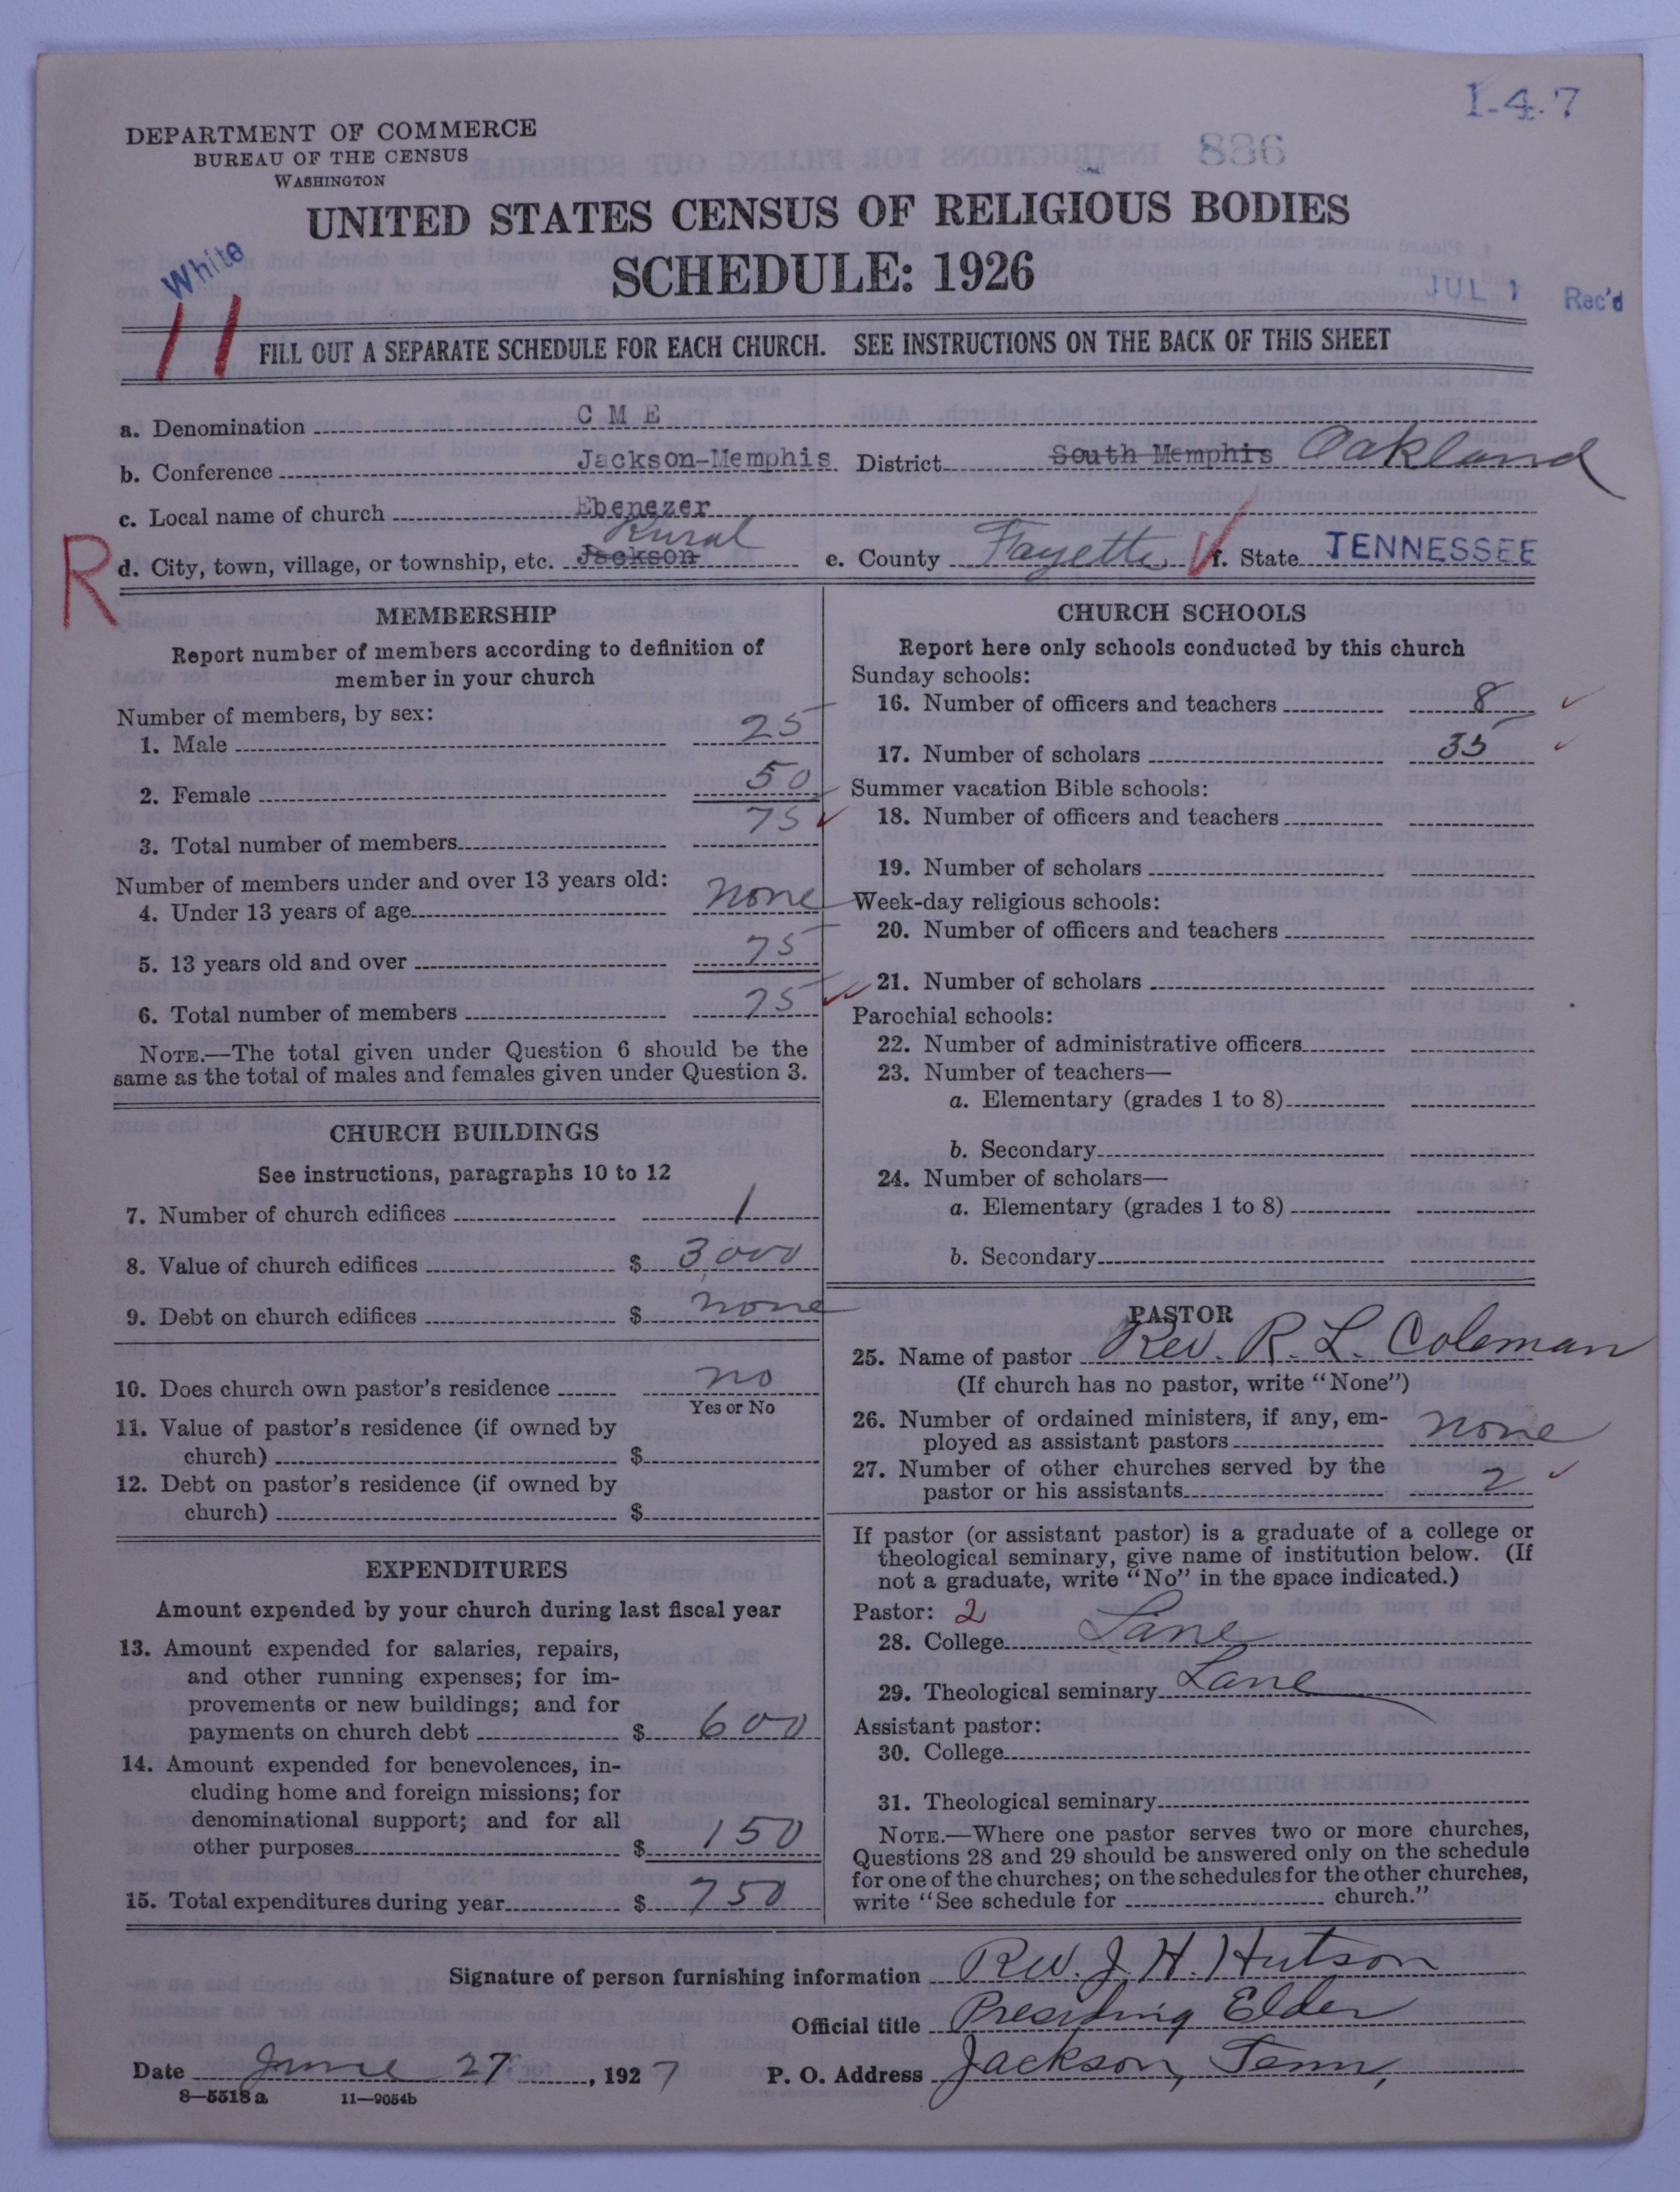 1-4-7
DEPARTMENT OF COMMERCE
BUREAU OF THE CENSUS
WASHINGTON
886
UNITED STATES CENSUS OF RELIGIOUS BODIES
SCHEDULE: 1926
White
11
JUL 1 Rec'd
FILL OUT A SEPARATE SCHEDULE FOR EACH CHURCH. SEE INSTRUCTIONS ON THE BACK OF THIS SHEET
a. Denomination C M E
b. Conference Jackson-Memphis District South Memphis Oakland
c. Local name of church Ebenezer
Rural
R
d. City, town, village, or township, etc. Jackson e. County Fayette f. State TENNESSEE
MEMBERSHIP
Report number of members according to definition of
member in your church
Number of members, by sex:
1. Male 25
2. Female 50
3. Total number of members 75
Number of members under and over 13 years old:
4. Under 13 years of age none
5. 13 years old and over 75
6. Total number of members 75
NOTE.—The total given under Question 6 should be the
same as the total of males and females given under Question 3.
CHURCH BUILDINGS
See instructions, paragraphs 10 to 12
7. Number of church edifices 1
8. Value of church edifices $ 3,000
9. Debt on church edifices $ none
10. Does church own pastor's residence no
Yes or No
11. Value of pastor's residence (if owned by
church) $
12. Debt on pastor's residence (if owned by
church) $
EXPENDITURES
Amount expended by your church during last fiscal year
13. Amount expended for salaries, repairs,
and other running expenses; for im-
provements or new buildings; and for
payments on church debt $ 600
14. Amount expended for benevolences, in-
cluding home and foreign missions; for
denominational support; and for all
other purposes $ 150
15. Total expenditures during year $ 750
CHURCH SCHOOLS
Report here only schools conducted by this church
Sunday schools:
16. Number of officers and teachers 8
17. Number of scholars 35
Summer vacation Bible schools:
18. Number of officers and teachers
19. Number of scholars
Week-day religious schools:
20. Number of officers and teachers
21. Number of scholars
Parochial schools:
22. Number of administrative officers
23. Number of teachers—
a. Elementary (grades 1 to 8)
b. Secondary
24. Number of scholars—
a. Elementary (grades 1 to 8)
b. Secondary
PASTOR
25. Name of pastor Rev. R. L. Coleman
(If church has no pastor, write "None")
26. Number of ordained ministers, if any, em-
ployed as assistant pastors none
27. Number of other churches served by the
pastor or his assistants 2
If pastor (or assistant pastor) is a graduate of a college or
theological seminary, give name of institution below. (If
not a graduate, write "No" in the space indicated.)
Pastor: 2
28. College Lane
29. Theological seminary Lane
Assistant pastor:
30. College
31. Theological seminary
NOTE.—Where one pastor serves two or more churches,
Questions 28 and 29 should be answered only on the schedule
for one of the churches; on the schedules for the other churches,
write "See schedule for church."
Signature of person furnishing information Rev. J. H. Hutson
Official title Presiding Elder
Date June 27, 1927 P. O. Address Jackson, Tenn,
8—5518 a 11—9054b